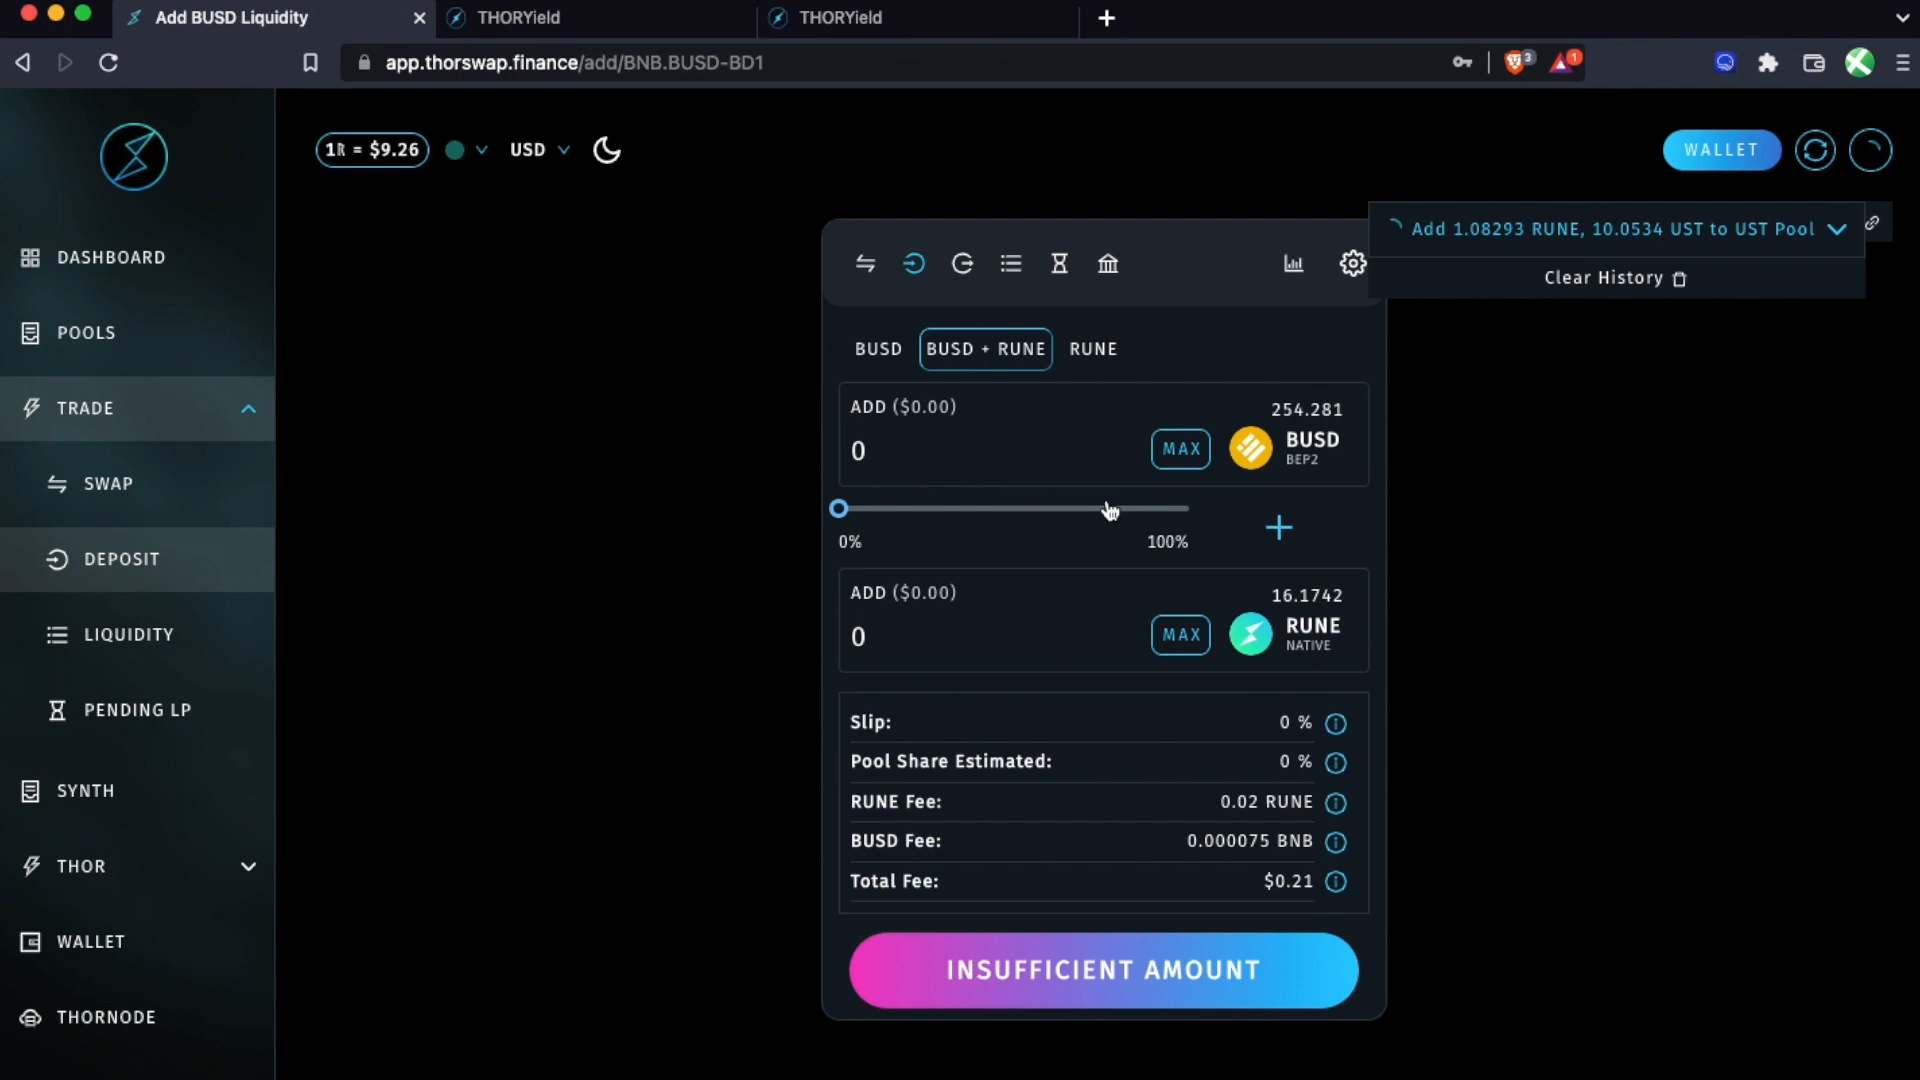 Add BUSD Liquidity
THORYield
THORYield
app.thorswap.finance/add/BNB.BUSD-BD1
3
1
1R = $9.26
USD
WALLET
Add 1.08293 RUNE, 10.0534 UST to UST Pool
Clear History
DASHBOARD
POOLS
TRADE
SWAP
DEPOSIT
LIQUIDITY
PENDING LP
SYNTH
THOR
WALLET
THORNODE
BUSD
BUSD + RUNE
RUNE
ADD ($0.00)
254.281
0
MAX
BUSD
BEP2
0%
100%
ADD ($0.00)
16.1742
0
MAX
RUNE
NATIVE
Slip:
0 %
Pool Share Estimated:
0 %
RUNE Fee:
0.02 RUNE
BUSD Fee:
0.000075 BNB
Total Fee:
$0.21
INSUFFICIENT AMOUNT